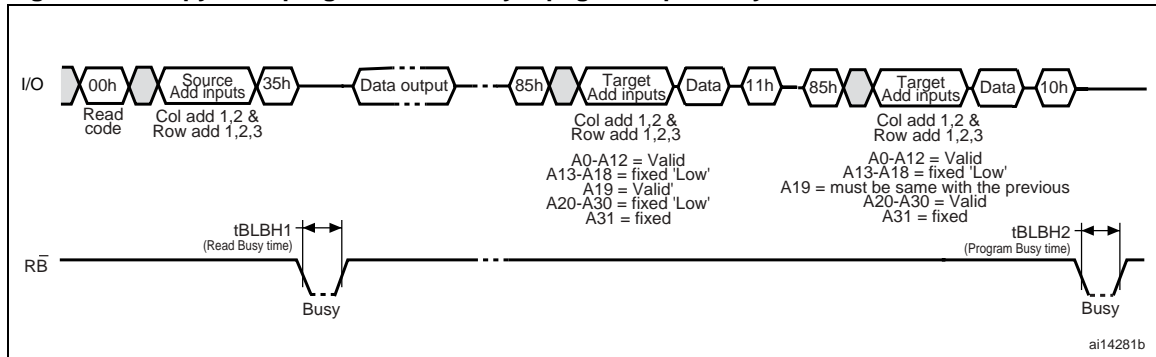 I/O
00h
Source
Add inputs
35h
Data output
85h
Target
Add inputs
Data
11h
85h
Target
Add inputs
Data
10h
Read
code
Col add 1,2 &
Row add 1,2,3
Col add 1,2 &
Row add 1,2,3
A0-A12 = Valid
A13-A18 = fixed 'Low'
A19 = Valid'
A20-A30 = fixed 'Low'
A31 = fixed
Col add 1,2 &
Row add 1,2,3
A0-A12 = Valid
A13-A18 = fixed 'Low'
A19 = must be same with the previous
A20-A30 = Valid
A31 = fixed
tBLBH1
(Read Busy time)
tBLBH2
(Program Busy time)
RB
Busy
Busy
ai14281b